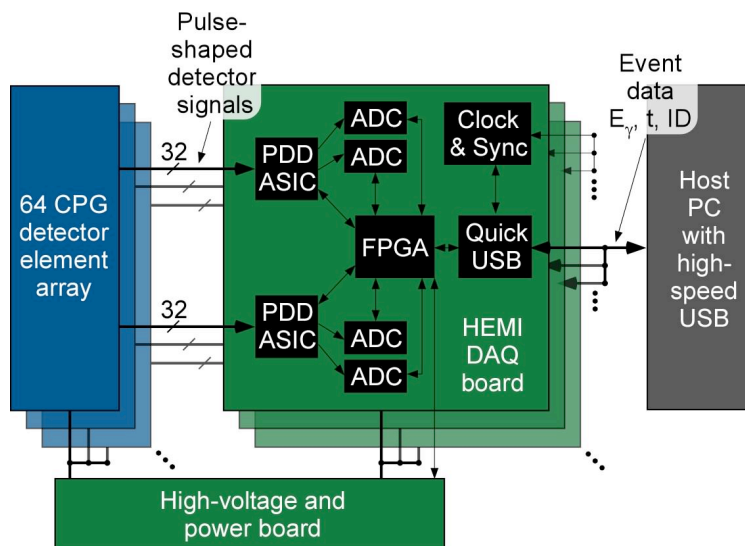 Pulse-
shaped
detector
signals
Event
data
Eγ, t, ID
64 CPG
detector
element
array
32
32
PDD
ASIC
ADC
ADC
FPGA
PDD
ASIC
ADC
ADC
Clock
& Sync
Quick
USB
HEMI
DAQ
board
Host
PC
with
high-
speed
USB
High-voltage and
power board